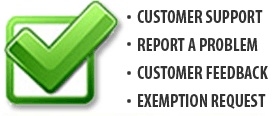 • CUSTOMER SUPPORT
• REPORT A PROBLEM
• CUSTOMER FEEDBACK
• EXEMPTION REQUEST